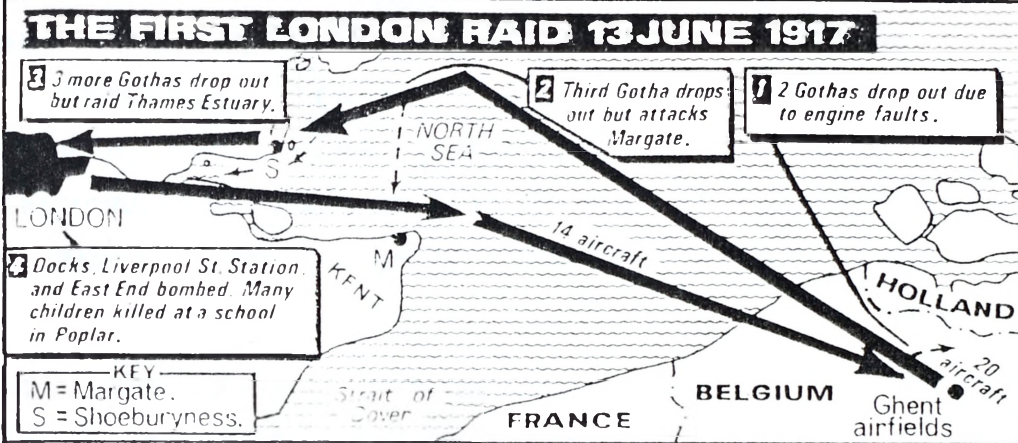 THE FIRST LONDON RAID 13 JUNE 1917
3 3 more Gothas drop out
but raid Thames Estuary.
2 Third Gotha drops
out but attacks
Margate.
1 2 Gothas drop out due
to engine faults.
NORTH
SEA
S
LONDON
M
KENT
14 aircraft
HOLLAND
4 Docks, Liverpool St. Station,
and East End bombed. Many
children killed at a school
in Poplar.
KEY
M = Margate.
S = Shoeburyness.
Strait of
Dover
FRANCE
BELGIUM
20
aircraft
Ghent
airfields